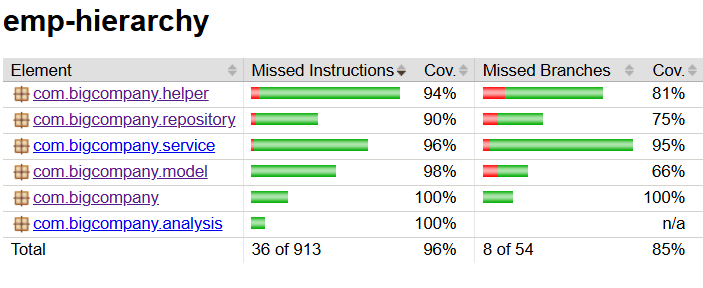 emp-hierarchy
Element Missed Instructions Cov. Missed Branches Cov.
com.bigcompany.helper 94% 81%
com.bigcompany.repository 90% 75%
com.bigcompany.service 96% 95%
com.bigcompany.model 98% 66%
com.bigcompany 100% 100%
com.bigcompany.analysis 100% n/a
Total 36 of 913 96% 8 of 54 85%